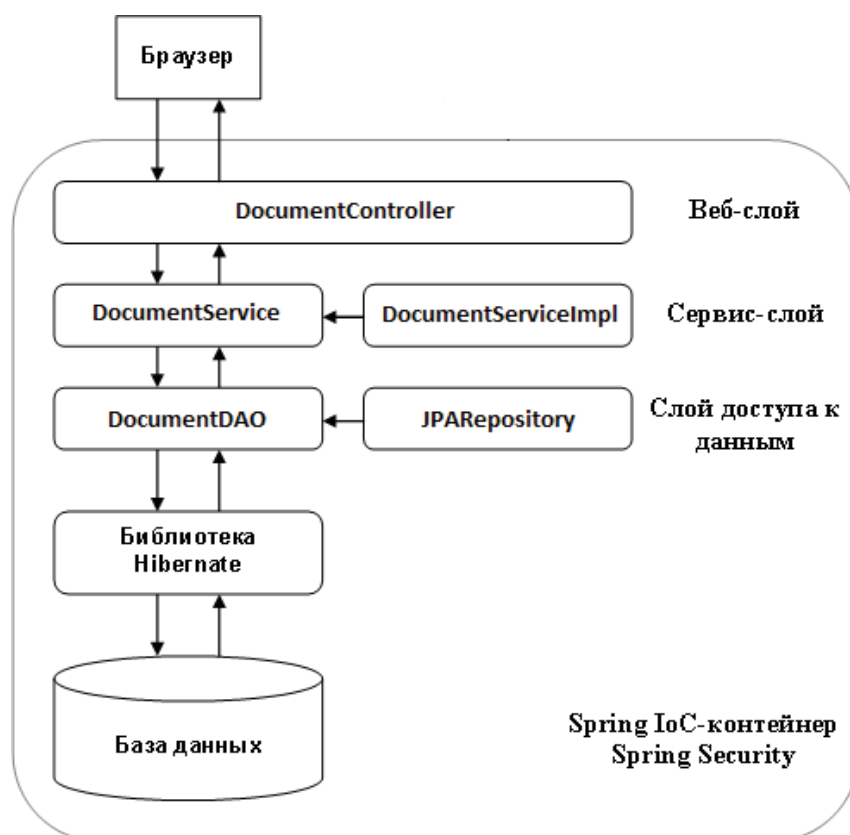 Браузер
DocumentController
Веб-слой
DocumentService
DocumentServiceImpl
Сервис-слой
DocumentDAO
JPARepository
Слой доступа к
данным
Библиотека
Hibernate
База данных
Spring IoC-контейнер
Spring Security